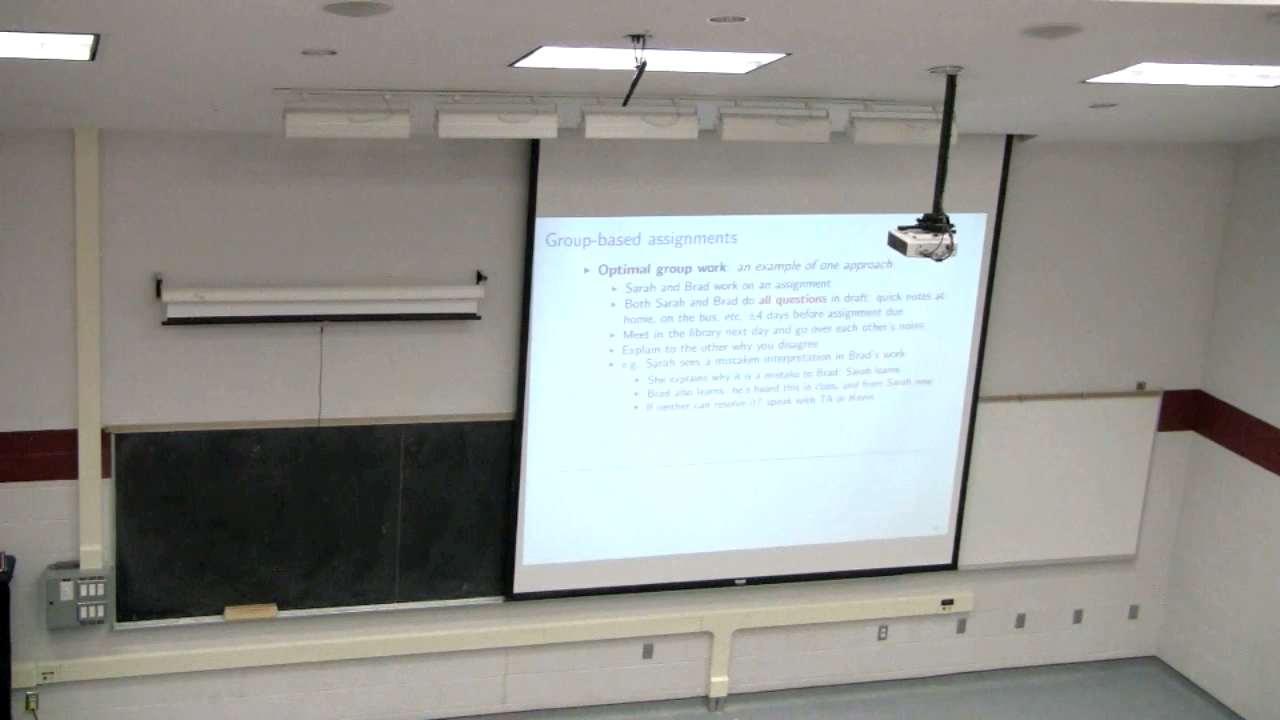 Group-based assignments
▸ Optimal group work: an example of one approach
▸ Sarah and Brad work on an assignment
▸ Both Sarah and Brad do all questions in draft: quick notes at
home, on the bus, etc, ±4 days before assignment due
▸ Meet in the library next day and go over each other's notes
▸ Explain to the other why you disagree
▸ e.g. Sarah sees a mistaken interpretation in Brad's work
▸ She explains why it is a mistake to Brad. Sarah learns
▸ Brad also learns: he's heard this in class, and from Sarah now
▸ If neither can resolve it? speak with TA or Kevin